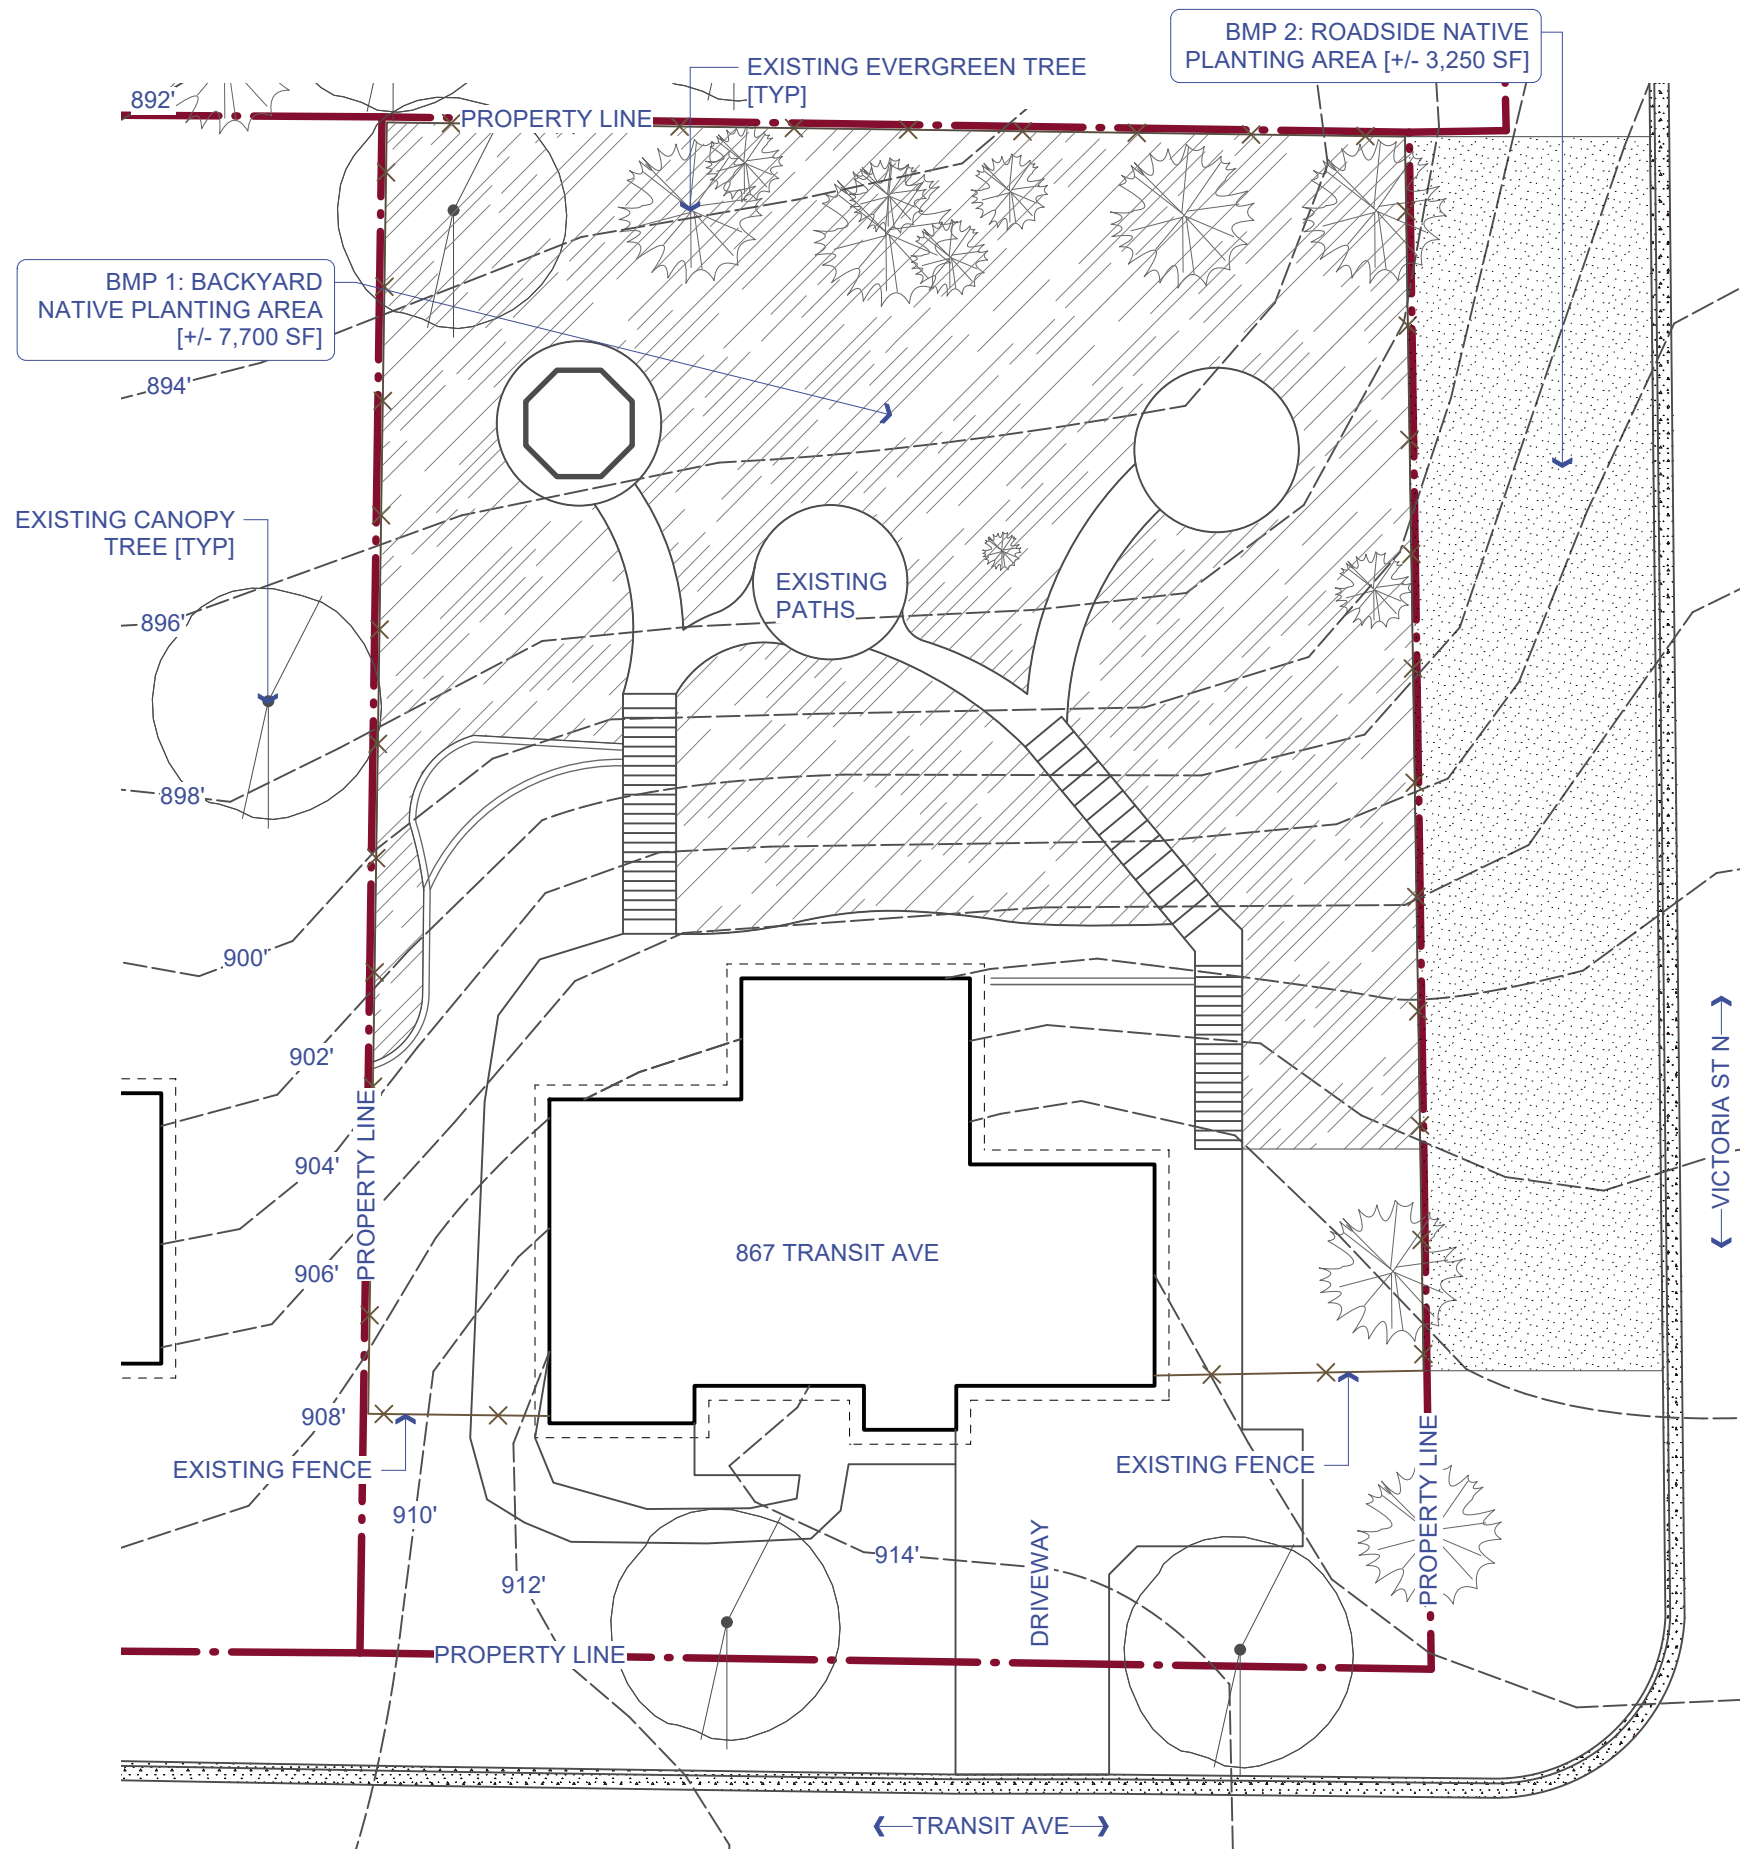 BMP 2: ROADSIDE NATIVE
PLANTING AREA [+/- 3,250 SF]
EXISTING EVERGREEN TREE
[TYP]
892'
PROPERTY LINE
BMP 1: BACKYARD
NATIVE PLANTING AREA
[+/- 7,700 SF]
894'
EXISTING CANOPY
TREE [TYP]
EXISTING
PATHS
896'
898'
900'
902'
904'
906'
PROPERTY LINE
VICTORIA ST N
867 TRANSIT AVE
908'
EXISTING FENCE
EXISTING FENCE
910'
912'
914'
DRIVEWAY
PROPERTY LINE
PROPERTY LINE
TRANSIT AVE